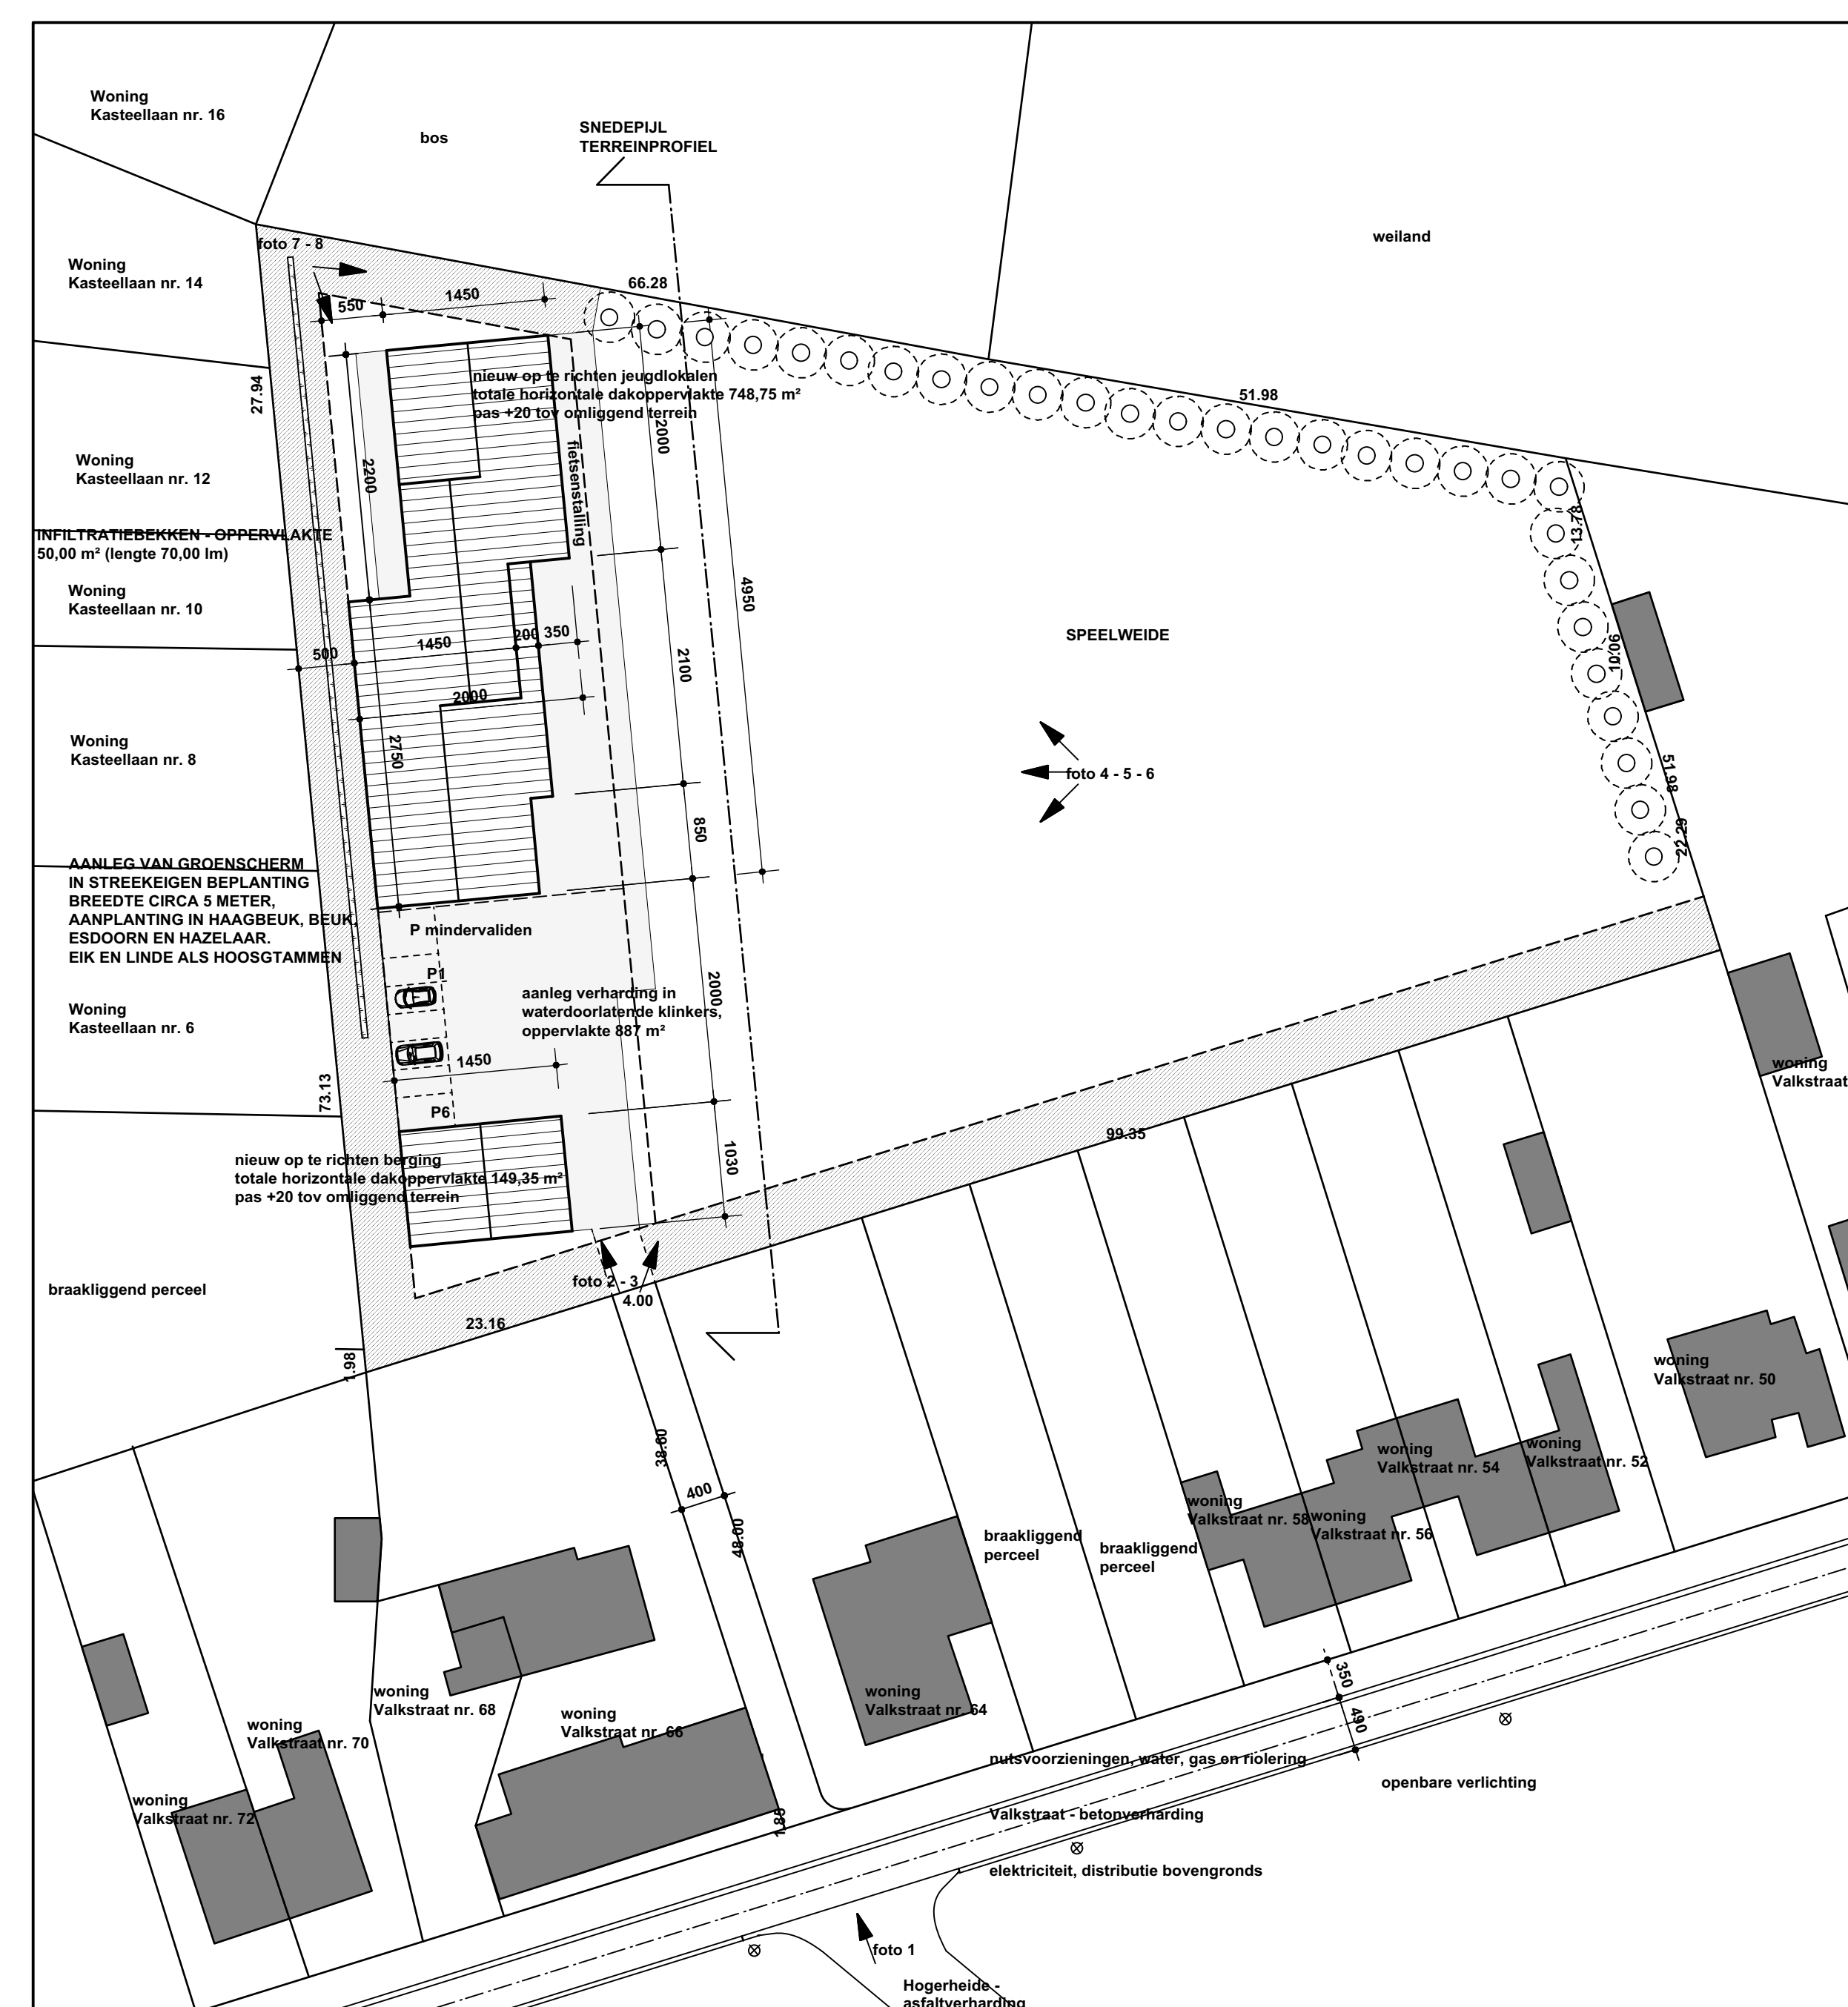 Woning
Kasteellaan nr. 16
bos
SNEDEPIJL
TERREINPROFIEL
weiland
foto 7 - 8
Woning
Kasteellaan nr. 14
66.28
550
1450
27.94
nieuw op te richten jeugdlokalen
totale horizontale dakoppervlakte 748,75 m²
pas +20 tov omliggend terrein
51.98
2000
2200
fietsenstalling
Woning
Kasteellaan nr. 12
13.78
INFILTRATIEBEKKEN - OPPERVLAKTE
50,00 m² (lengte 70,00 lm)
Woning
Kasteellaan nr. 10
4950
SPEELWEIDE
500
1450
200
350
2100
10.06
2000
Woning
Kasteellaan nr. 8
2750
foto 4 - 5 - 6
51.98
850
22.29
AANLEG VAN GROENSCHERM
IN STREEKEIGEN BEPLANTING
BREEDTE CIRCA 5 METER,
AANPLANTING IN HAAGBEUK, BEUK,
ESDOORN EN HAZELAAR.
EIK EN LINDE ALS HOOSGTAMMEN
P mindervaliden
P1
aanleg verharding in
waterdoorlatende klinkers,
oppervlakte 887 m²
2000
Woning
Kasteellaan nr. 6
1450
73.13
P6
woning
Valkstraat
99.35
1030
nieuw op te richten berging
totale horizontale dakoppervlakte 149,35 m²
pas +20 tov omliggend terrein
braakliggend perceel
foto 2 - 3
4.00
23.16
1.98
woning
Valkstraat nr. 50
38.60
400
48.00
woning
Valkstraat nr. 54
woning
Valkstraat nr. 52
woning
Valkstraat nr. 58
woning
Valkstraat nr. 56
braakliggend
perceel
braakliggend
perceel
350
490
woning
Valkstraat nr. 68
woning
Valkstraat nr. 64
woning
Valkstraat nr. 66
woning
Valkstraat nr. 70
nutsvoorzieningen, water, gas en riolering
openbare verlichting
woning
Valkstraat nr. 72
Valkstraat - betonverharding
elektriciteit, distributie bovengronds
foto 1
Hogerheide -
asfaltverharding